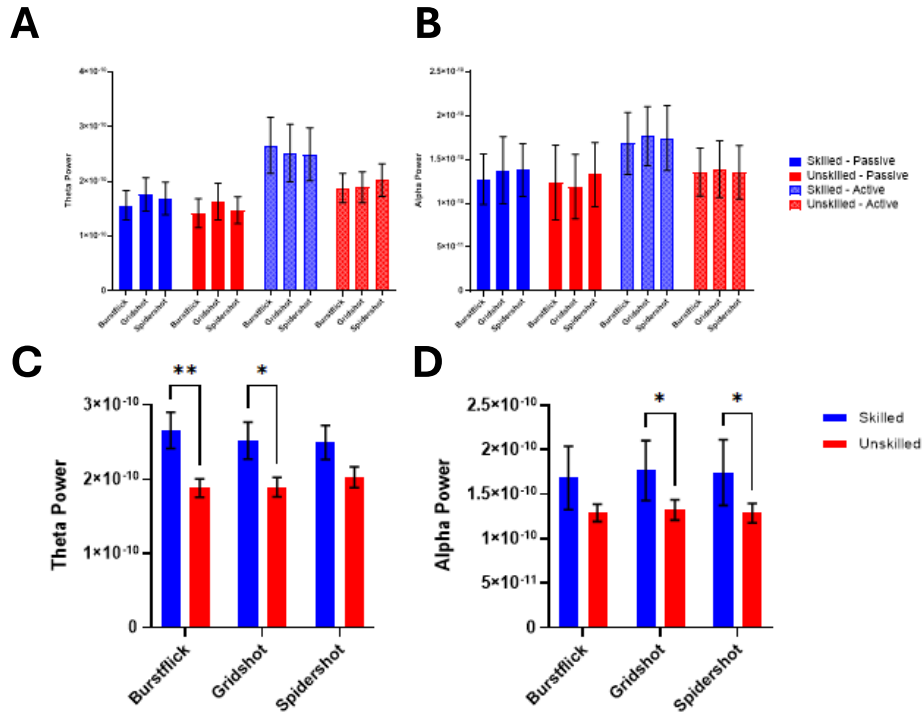 A
B
4×10⁻¹⁰
3×10⁻¹⁰
2×10⁻¹⁰
1×10⁻¹⁰
0
Theta Power
Burstflick
Gridshot
Spidershot
Burstflick
Gridshot
Spidershot
Burstflick
Gridshot
Spidershot
Burstflick
Gridshot
Spidershot
2.5×10⁻¹⁰
2×10⁻¹⁰
1.5×10⁻¹⁰
1×10⁻¹⁰
5×10⁻¹¹
0
Alpha Power
Burstflick
Gridshot
Spidershot
Burstflick
Gridshot
Spidershot
Burstflick
Gridshot
Spidershot
Burstflick
Gridshot
Spidershot
Skilled - Passive
Unskilled - Passive
Skilled - Active
Unskilled - Active
C
D
3×10⁻¹⁰
2×10⁻¹⁰
1×10⁻¹⁰
0
Theta Power
**
*
Burstflick
Gridshot
Spidershot
2.5×10⁻¹⁰
2×10⁻¹⁰
1.5×10⁻¹⁰
1×10⁻¹⁰
5×10⁻¹¹
0
Alpha Power
*
*
Burstflick
Gridshot
Spidershot
Skilled
Unskilled